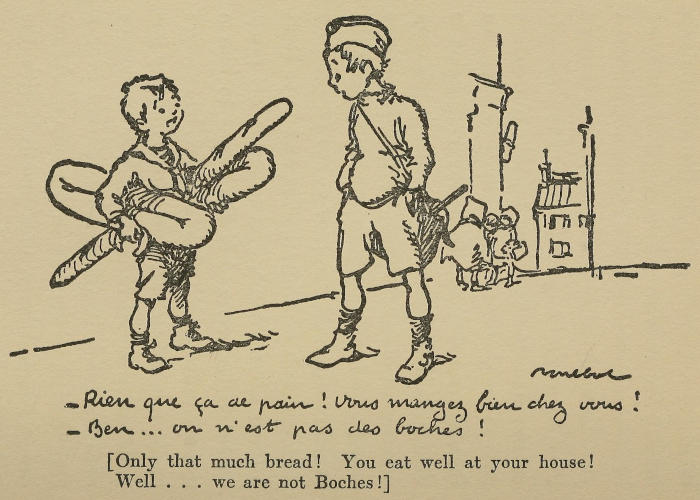 Poulbot
- Rien que ça de pain ! Vous mangez bien chez vous !
- Ben... on n'est pas des boches !
[Only that much bread! You eat well at your house!
Well . . . we are not Boches!]